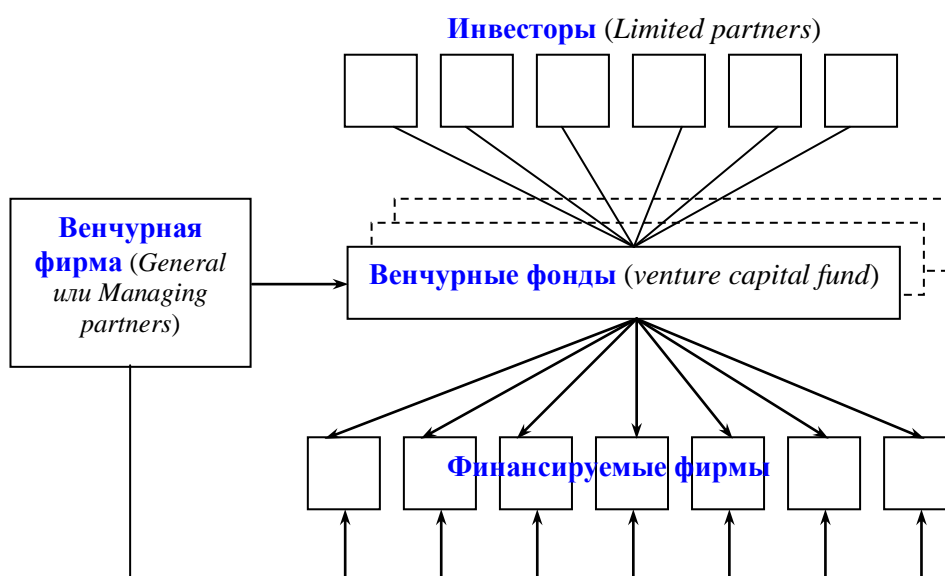 Инвесторы (Limited partners)
Венчурная
фирма (General
или Managing
partners)
Венчурные фонды (venture capital fund)
Финансируемые фирмы